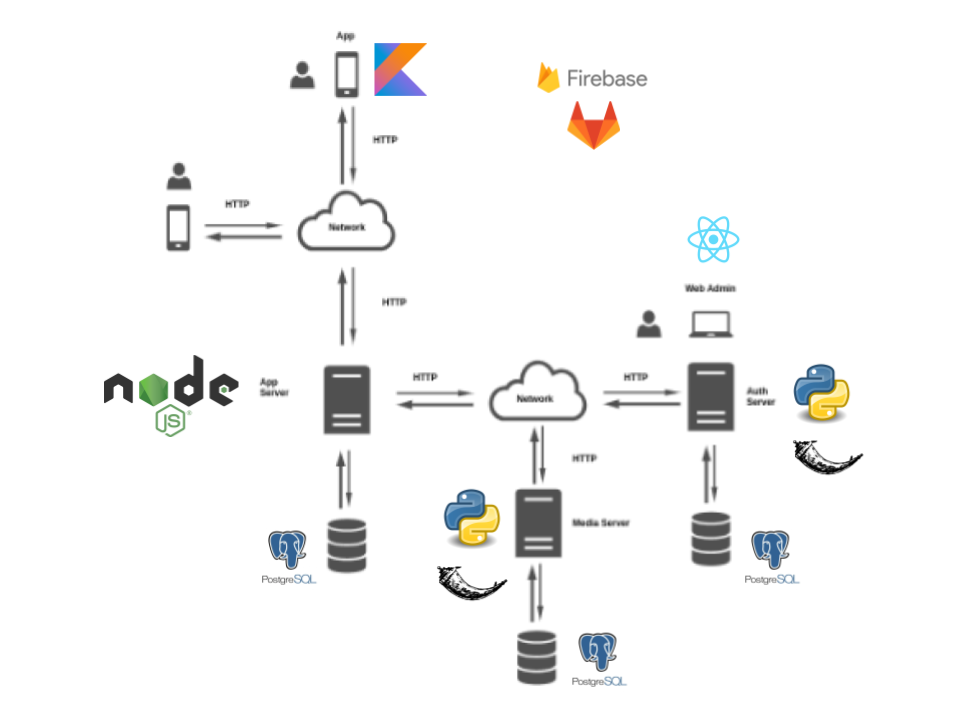 App
Firebase
HTTP
HTTP
Network
HTTP
Web Admin
node
JS
®
App
Server
HTTP
Network
HTTP
Auth
Server
HTTP
Media Server
PostgreSQL
PostgreSQL
PostgreSQL